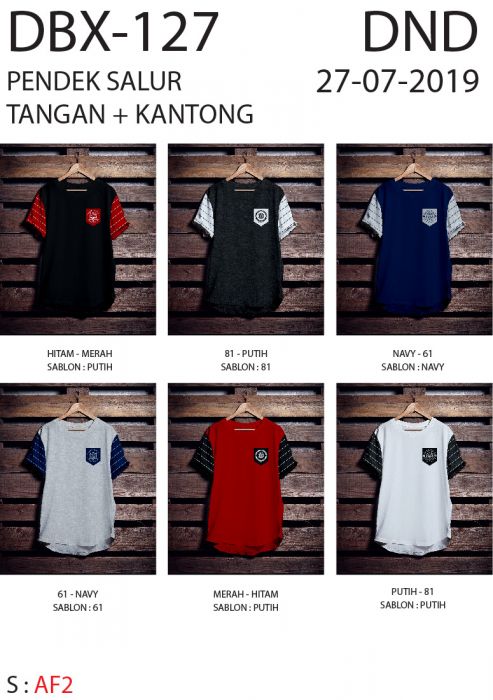 DBX-127
DND
PENDEK SALUR
27-07-2019
TANGAN + KANTONG
HITAM - MERAH
SABLON : PUTIH
81 - PUTIH
SABLON : 81
NAVY - 61
SABLON : NAVY
61 - NAVY
SABLON : 61
MERAH - HITAM
SABLON : PUTIH
PUTIH - 81
SABLON : PUTIH
S : AF2